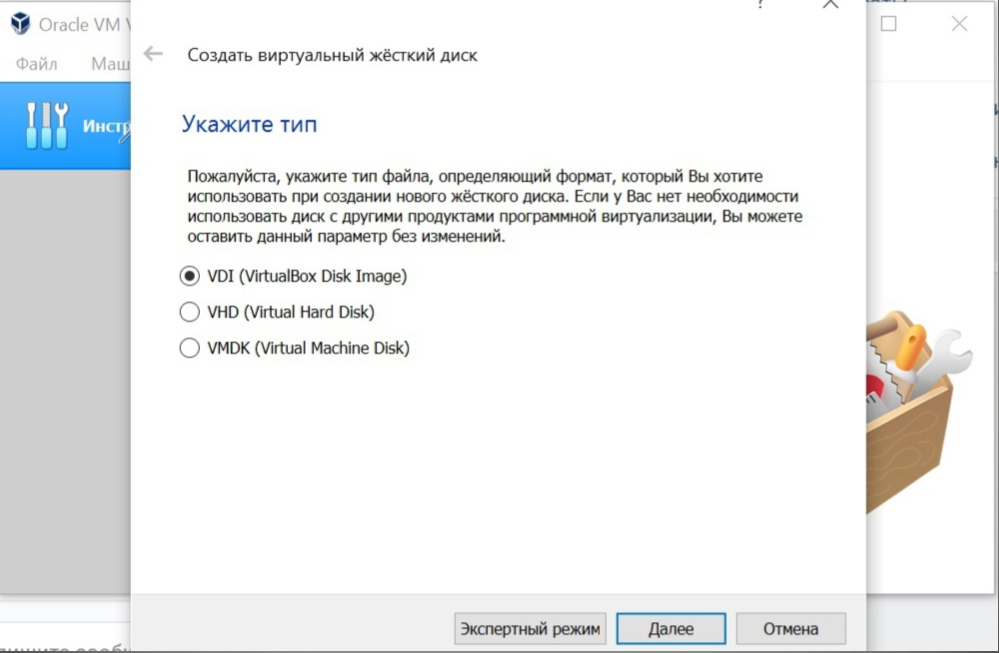 Oracle VM V
Создать виртуальный жёсткий диск
Файл
Маш
Инстр
Укажите тип
Пожалуйста, укажите тип файла, определяющий формат, который Вы хотите
использовать при создании нового жёсткого диска. Если у Вас нет необходимости
использовать диск с другими продуктами программной виртуализации, Вы можете
оставить данный параметр без изменений.
VDI (VirtualBox Disk Image)
VHD (Virtual Hard Disk)
VMDK (Virtual Machine Disk)
Экспертный режим
Далее
Отмена